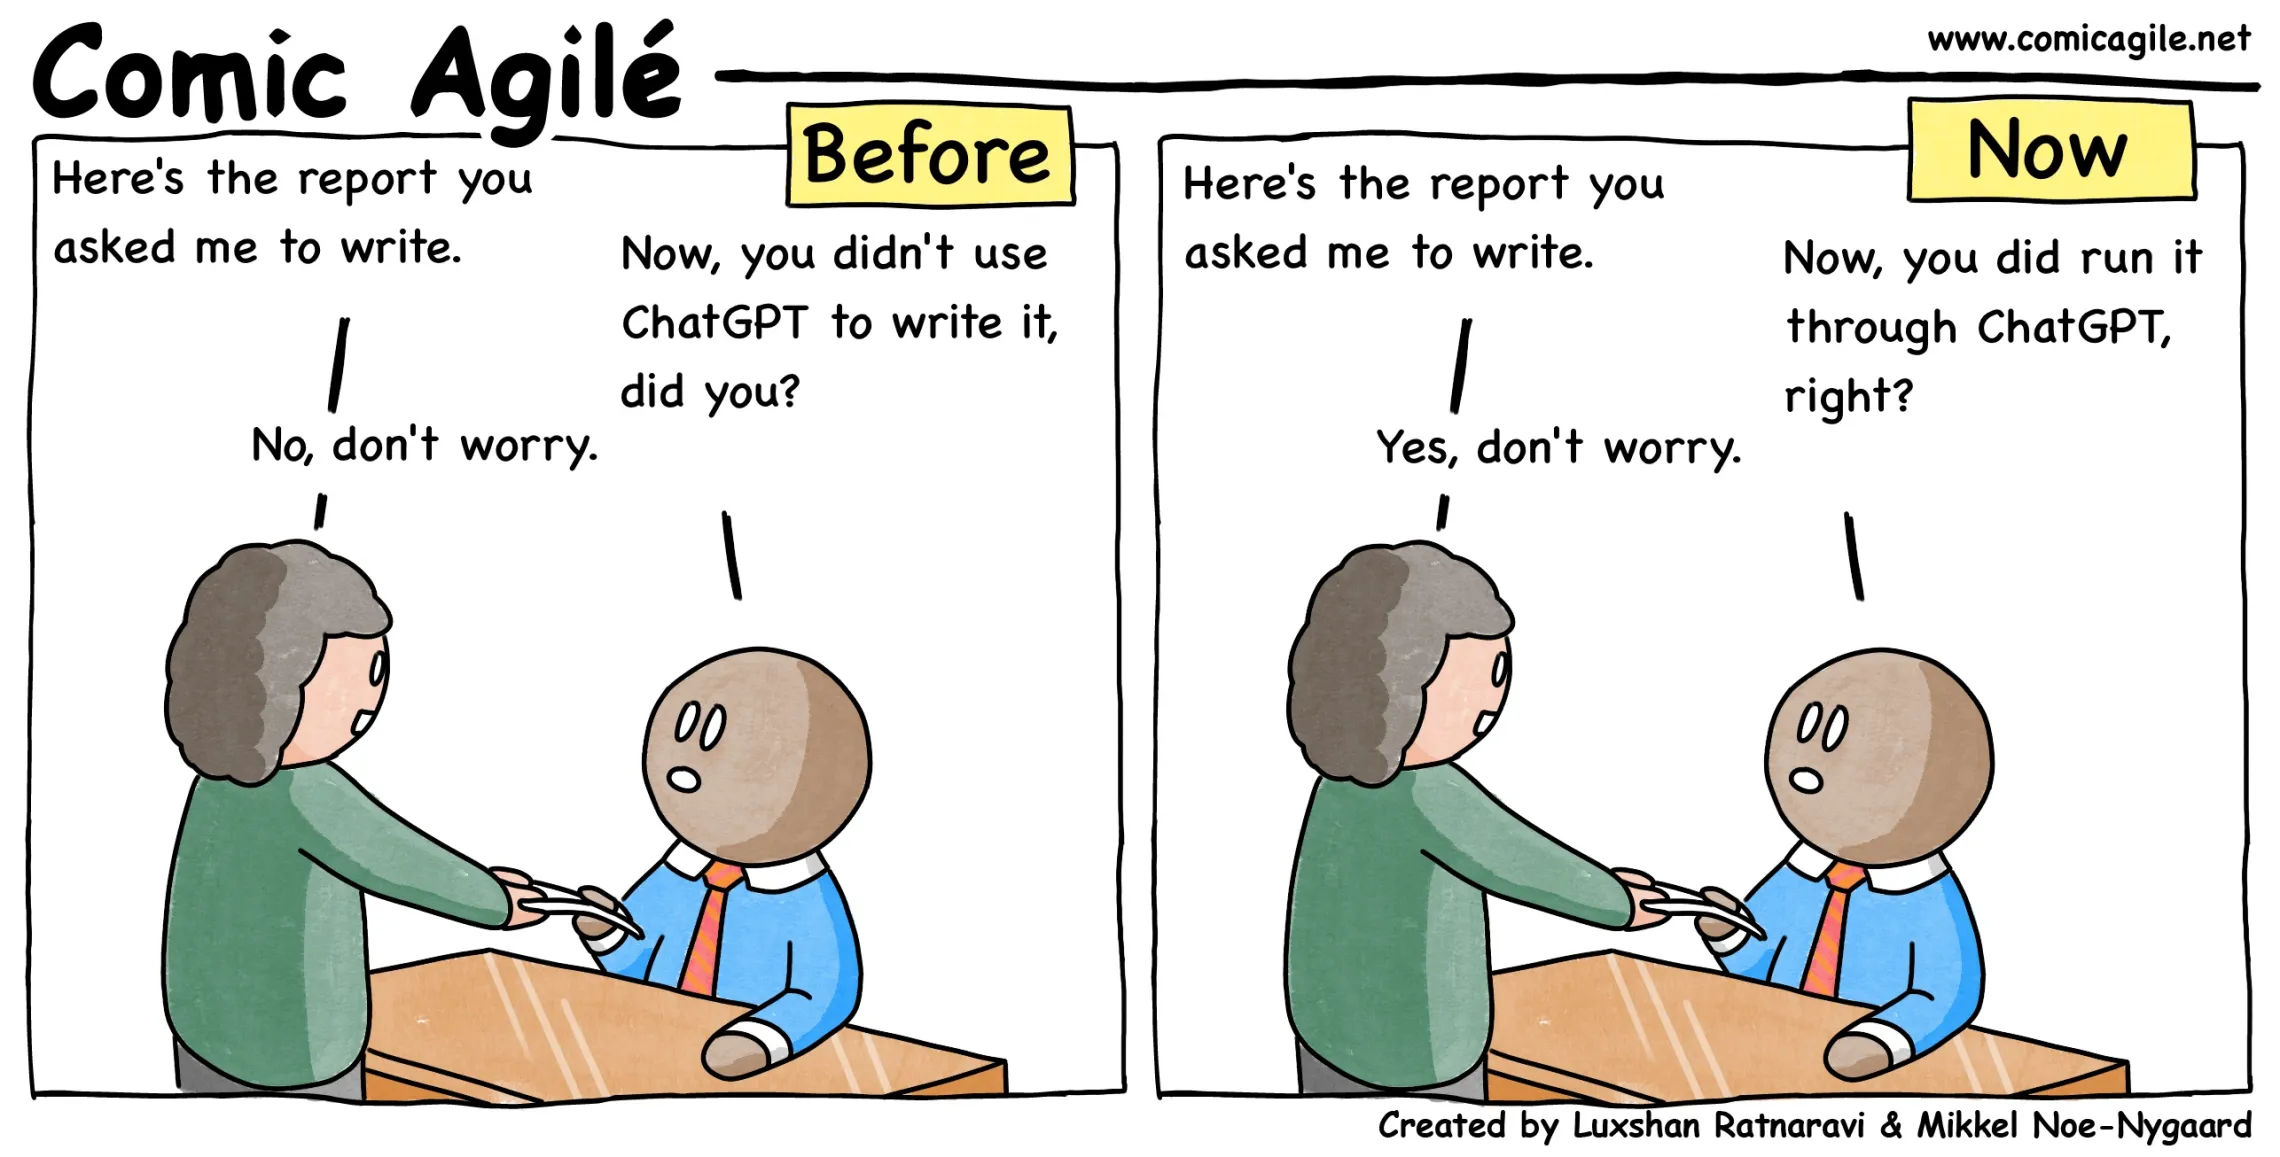 Comic Agilé
www.comicagile.net
Before
Here's the report you
asked me to write.
Now, you didn't use
ChatGPT to write it,
did you?
No, don't worry.
Now
Here's the report you
asked me to write.
Now, you did run it
through ChatGPT,
right?
Yes, don't worry.
Created by Luxshan Ratnaravi & Mikkel Noe-Nygaard